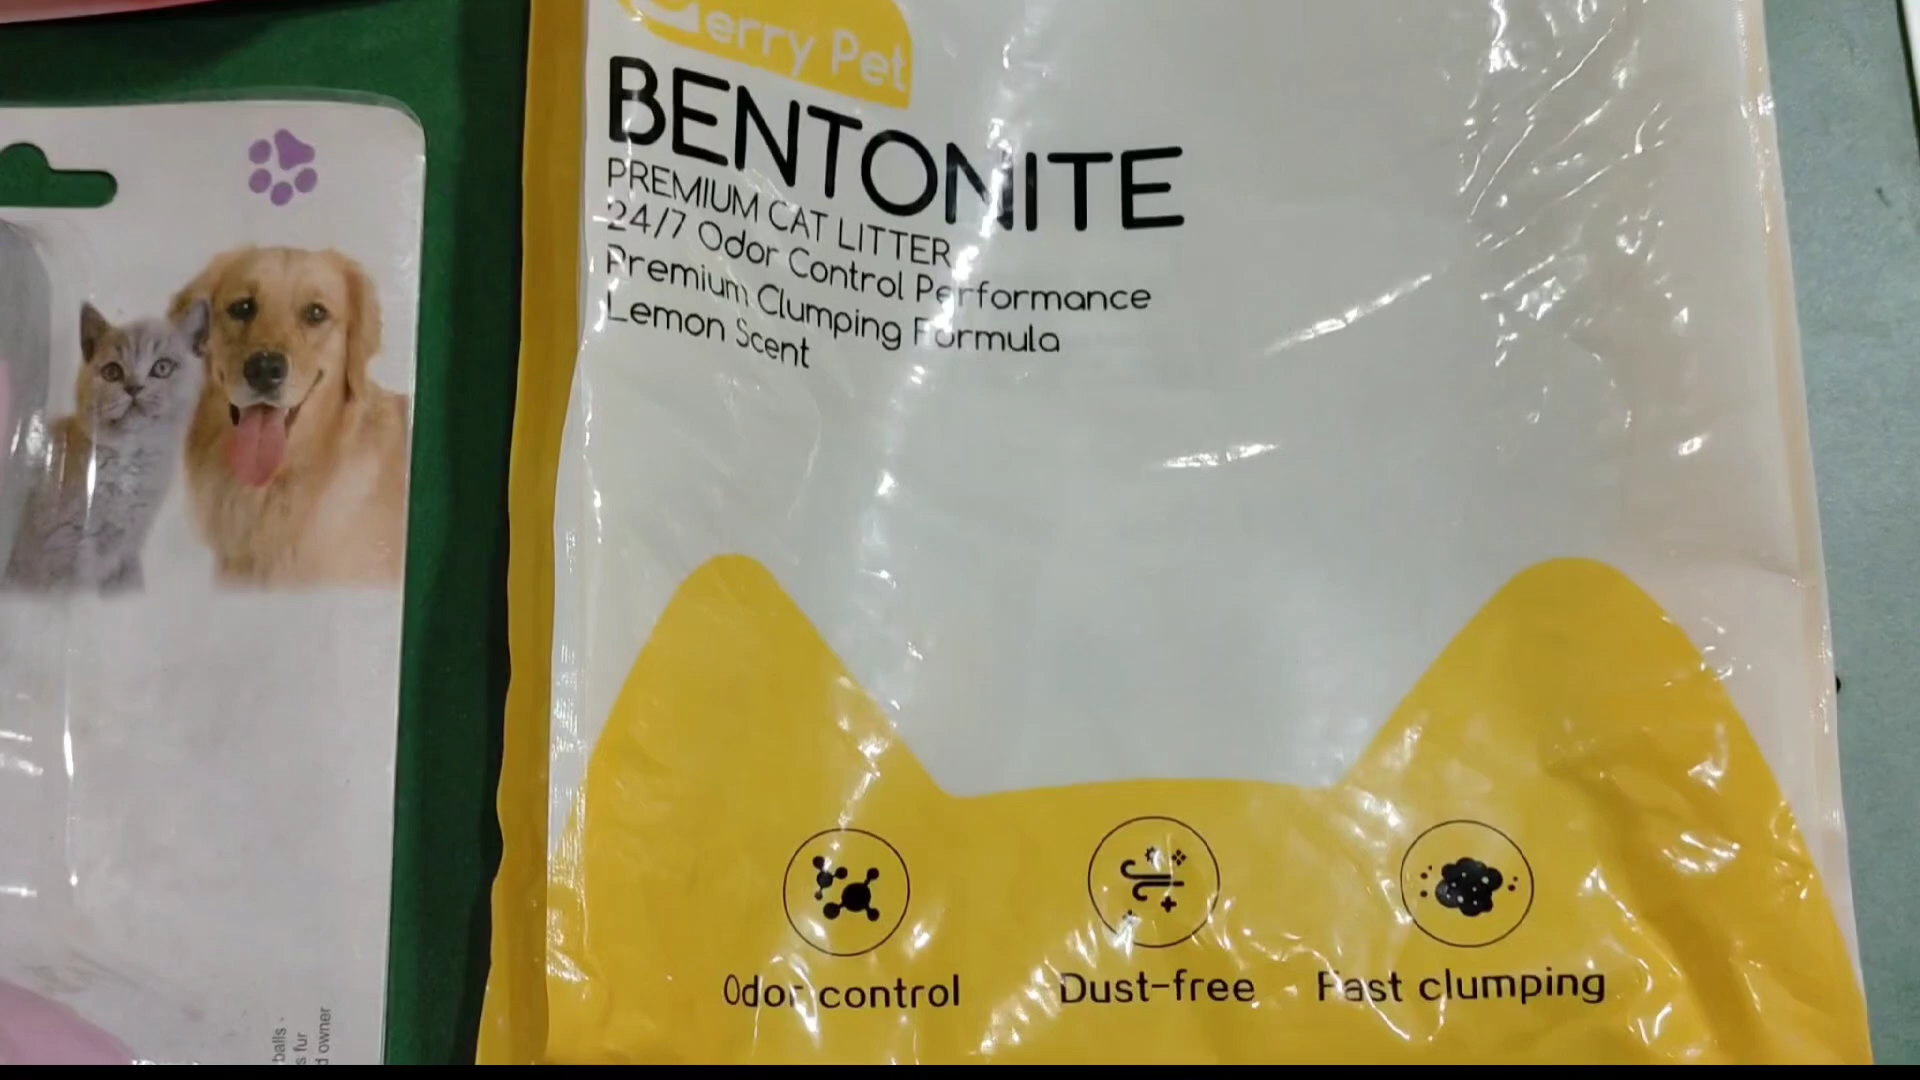 erry Pet
BENTONITE
PREMIUM CAT LITTER
24/7 Odor Control Performance
Premium Clumping Formula
Lemon Scent
Odor control
Dust-free
Fast clumping
balls -
s fur
d owner